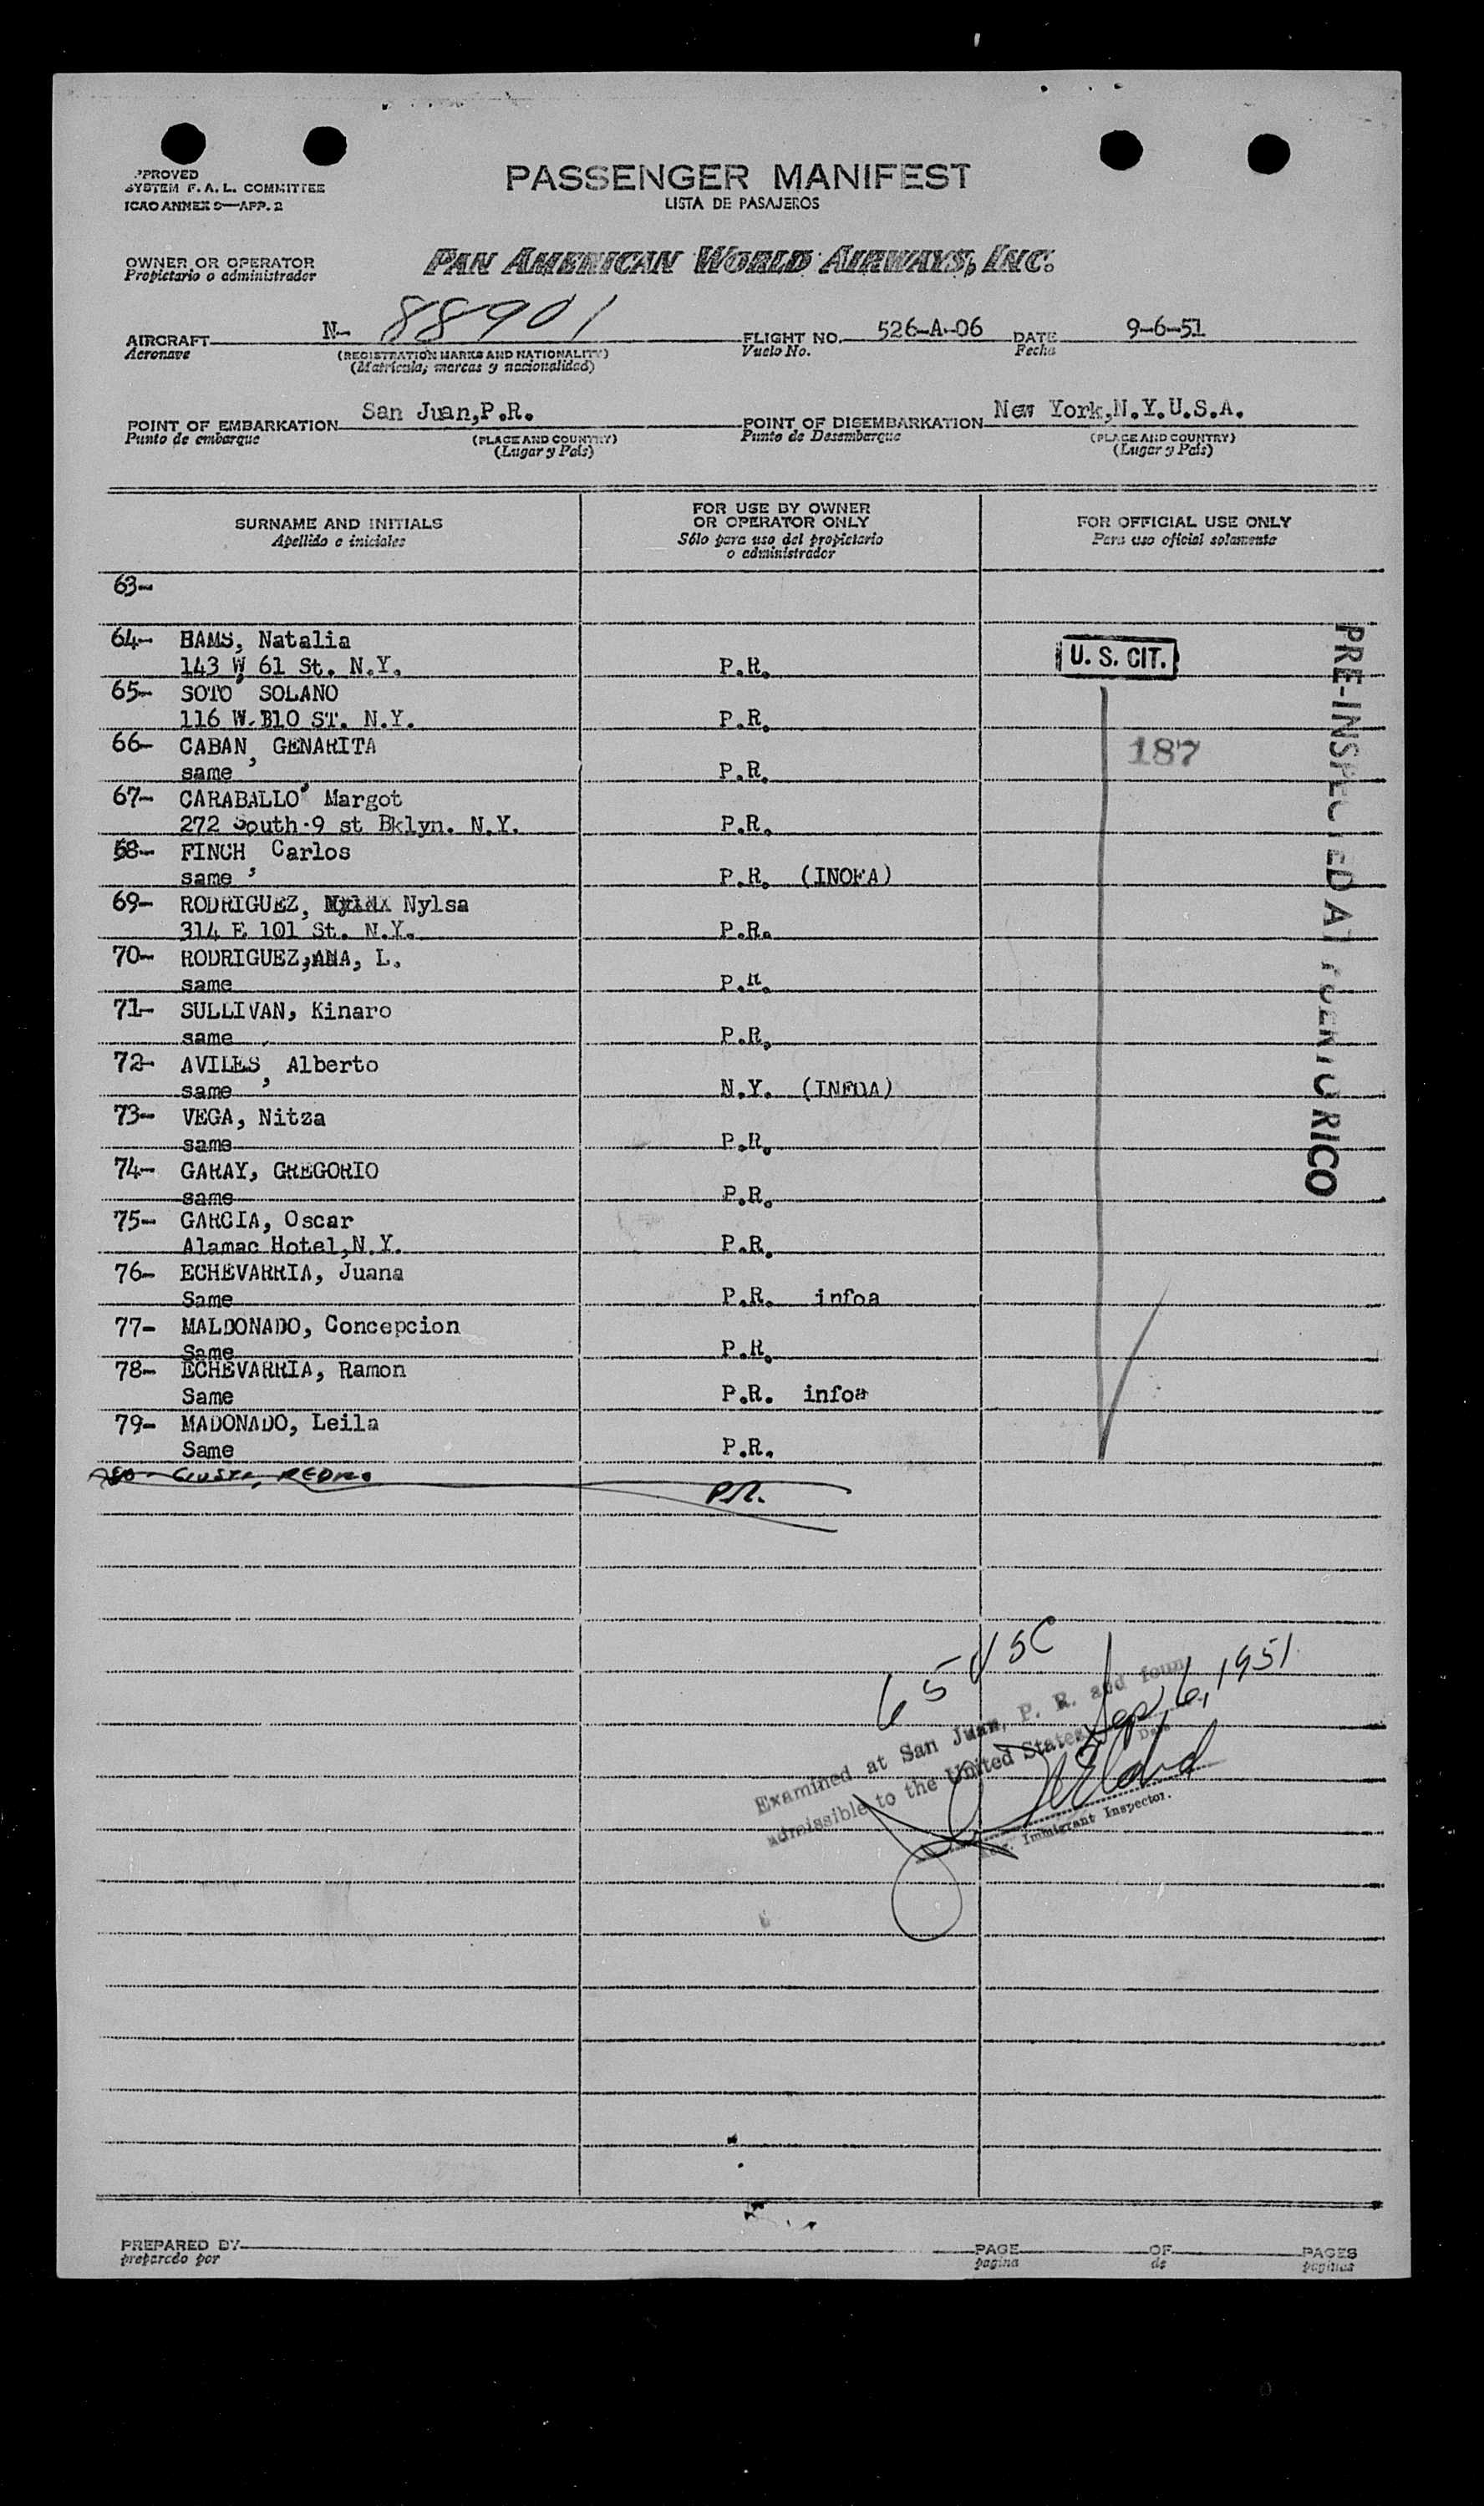 PPROVED
SYSTEM F. A. L. COMMITTEE
ICAO ANNEX 9—APP. 2
PASSENGER MANIFEST
LISTA DE PASAJEROS
OWNER OR OPERATOR
Propietario o administrador
PAN AMERICAN WORLD AIRWAYS, INC.
AIRCRAFT N- 88901 FLIGHT NO. 526-A-06 DATE 9-6-51
Aeronave (REGISTRATION MARKS AND NATIONALITY) Vuelo No. Fecha
(Matrícula; marcas y nacionalidad)
POINT OF EMBARKATION San Juan,P.R. POINT OF DISEMBARKATION New York,N.Y.U.S.A.
Punto de embarque (PLACE AND COUNTRY) Punto de Desembarque (PLACE AND COUNTRY)
(Lugar y País) (Lugar y País)
SURNAME AND INITIALS FOR USE BY OWNER OR OPERATOR ONLY FOR OFFICIAL USE ONLY
Apellido e iniciales Sólo para uso del propietario o administrador Para uso oficial solamente
63-
64- BAMS, Natalia
143 W 61 St. N.Y. P.R. U. S. CIT.
65- SOTO, SOLANO
116 W. B10 ST. N.Y. P.R.
66- CABAN, GENARITA 187
same P.R.
67- CARABALLO, Margot
272 South-9 st Bklyn. N.Y. P.R.
68- FINCH, Carlos
same P.R. (INOFA)
69- RODRIGUEZ, Nylsa
314 E 101 St. N.Y. P.R.
70- RODRIGUEZ,ANA, L.
same P.R.
71- SULLIVAN, Kinaro
same P.R.
72- AVILES, Alberto
same N.Y. (INFOA)
73- VEGA, Nitza
same P.R.
74- GARAY, GREGORIO
same P.R.
75- GARCIA, Oscar
Alamac Hotel,N.Y. P.R.
76- ECHEVARRIA, Juana
Same P.R. infoa
77- MALDONADO, Concepcion
Same P.R.
78- ECHEVARRIA, Ramon
Same P.R. infoa
79- MADONADO, Leila
Same P.R.
80- P.R.
PRE-INSPECTED AT PUERTO RICO
65 USC
Examined at San Juan, P. R. and foun
admissible to the United States Sep 6, 1951
Date
Immigrant Inspector.
PREPARED BY PAGE OF PAGES
preparado por pagina de paginas